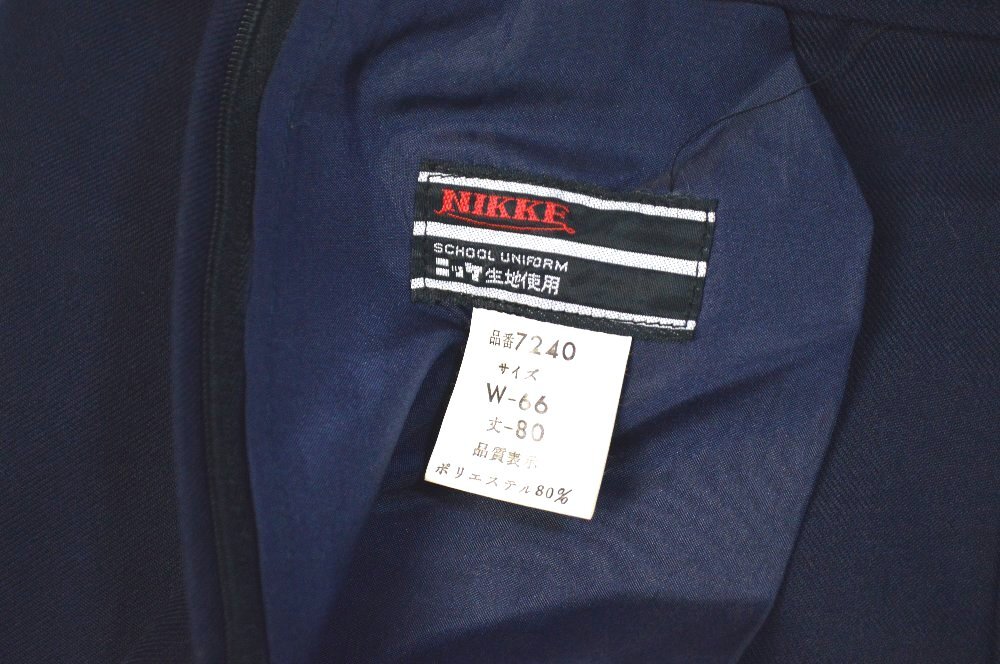 NIKKE
SCHOOL UNIFORM
ニッケ生地使用
品番7240
サイズ
W-66
丈-80
品質表示
ポリエステル80%